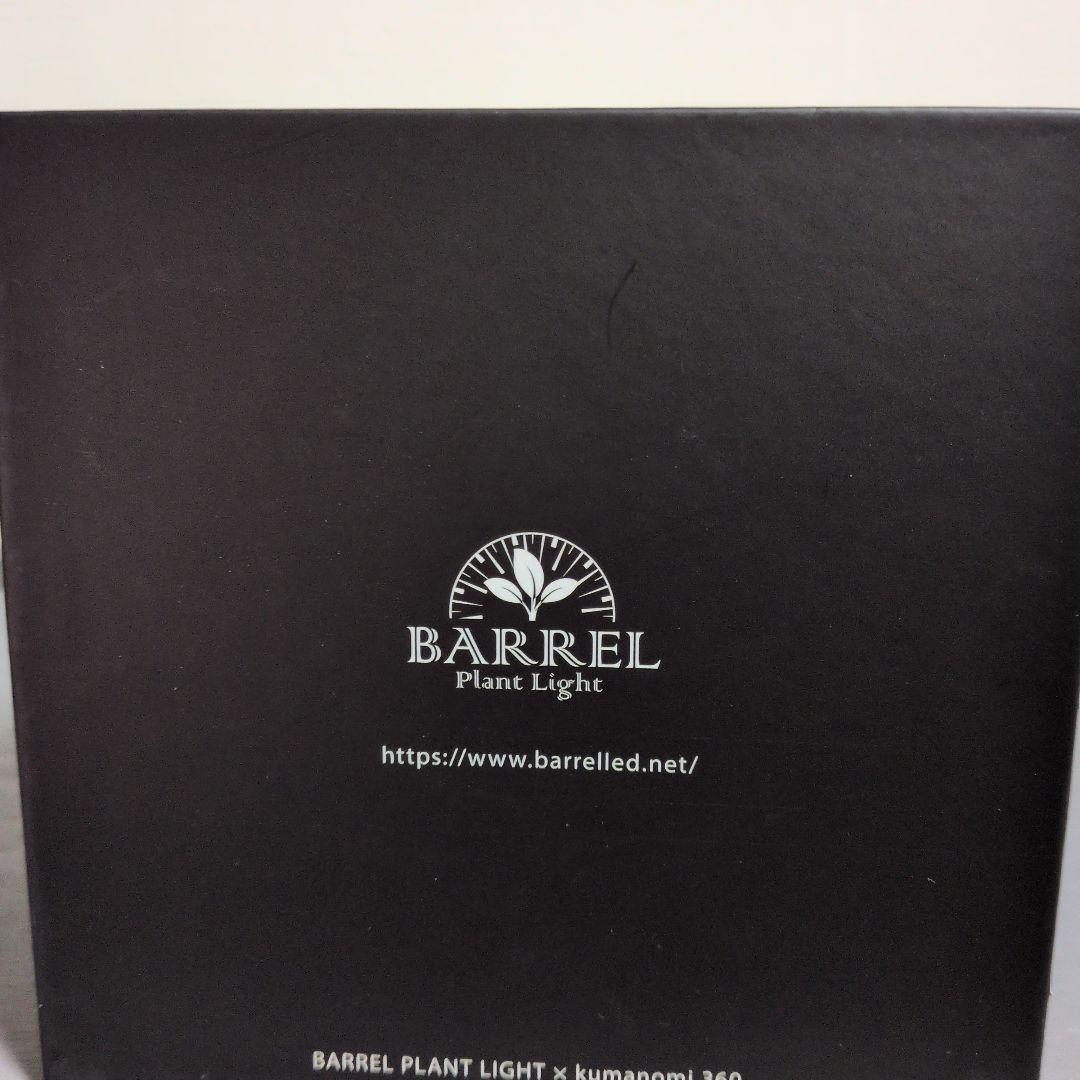 BARREL
Plant Light
https://www.barrelled.net/
BARREL PLANT LIGHT × kumanomi 360